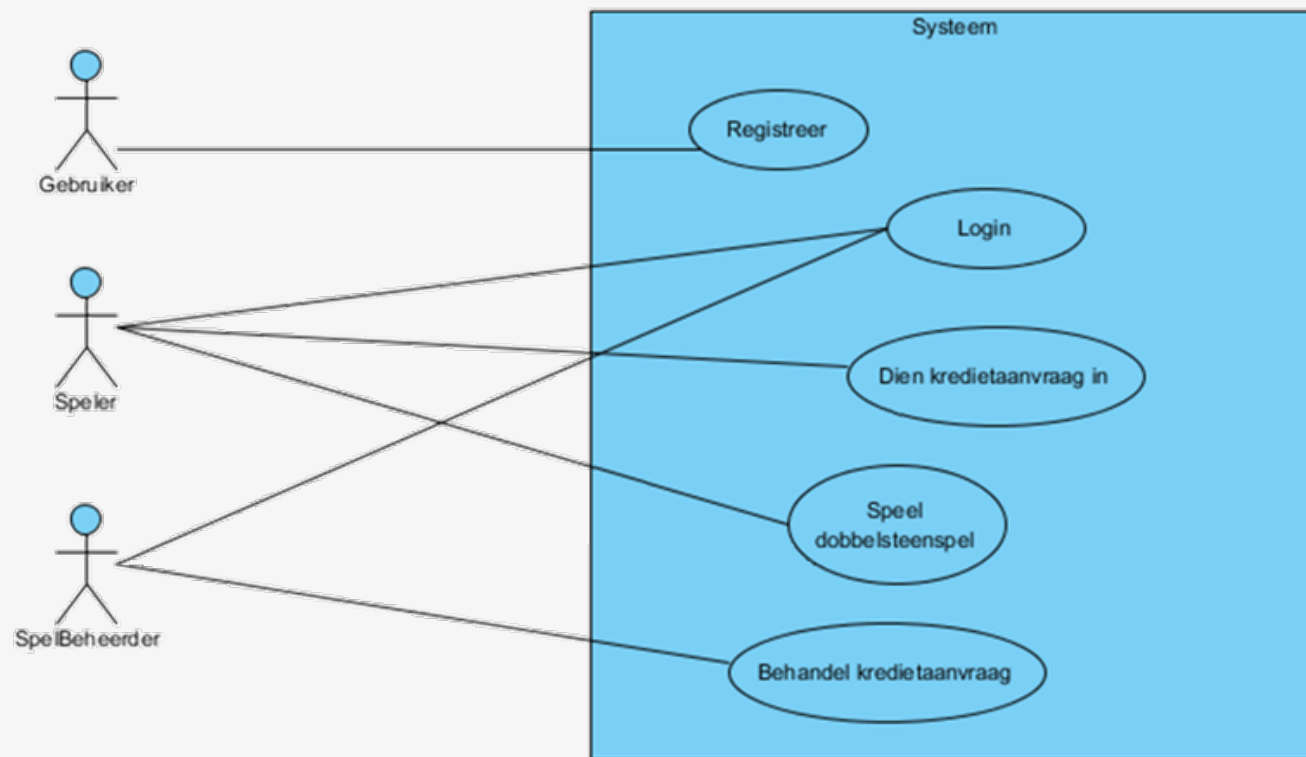 Systeem
Registreer
Gebruiker
Login
Dien kredietaanvraag in
Speler
Speel
dobbelsteenspel
SpelBeheerder
Behandel kredietaanvraag